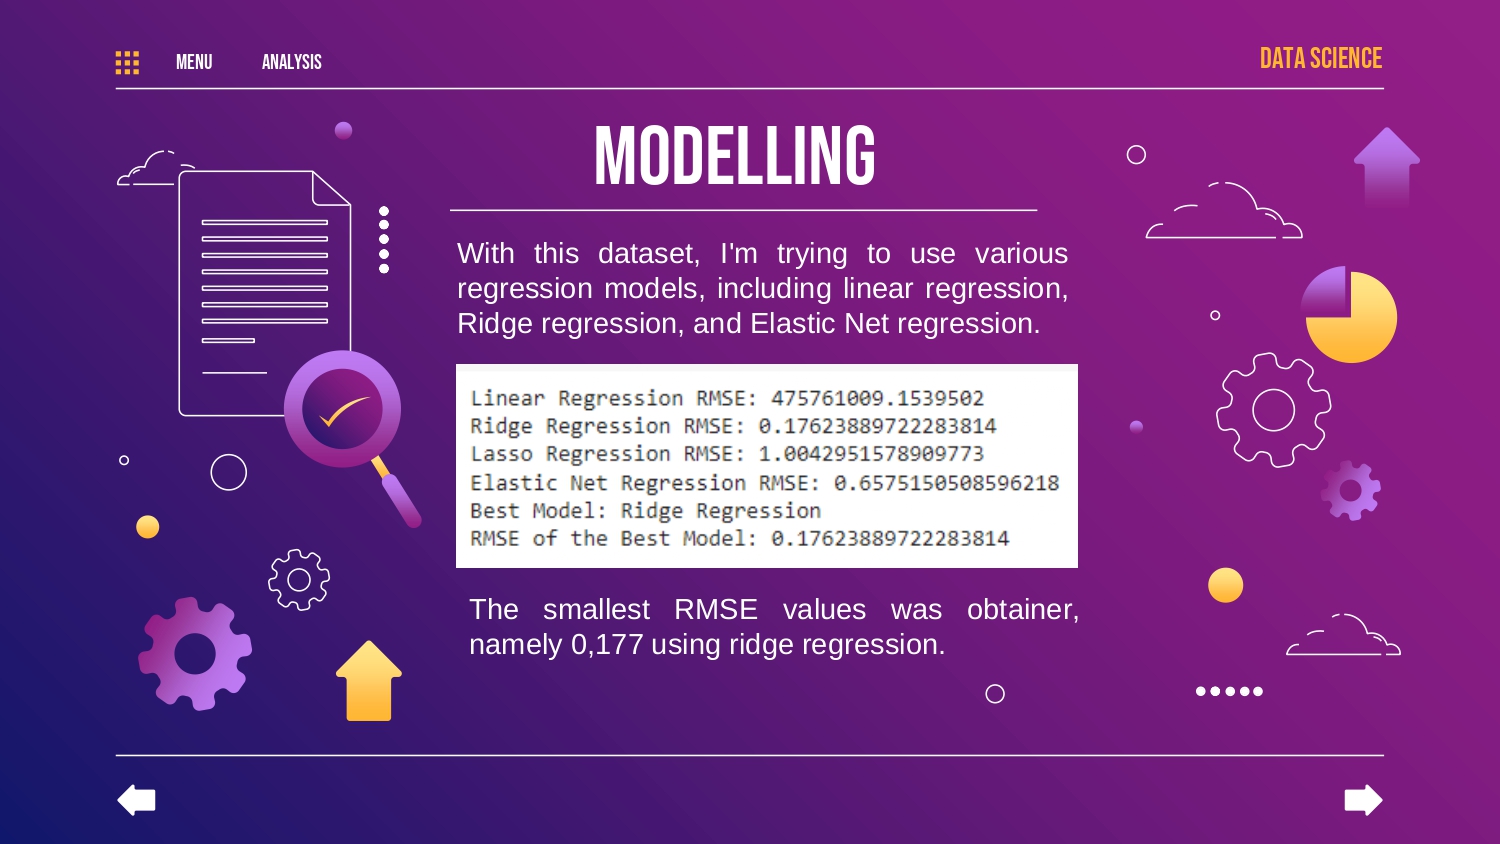 MENU ANALYSIS DATA SCIENCE
MODELLING
With this dataset, I'm trying to use various
regression models, including linear regression,
Ridge regression, and Elastic Net regression.
Linear Regression RMSE: 475761009.1539502
Ridge Regression RMSE: 0.17623889722283814
Lasso Regression RMSE: 1.0042951578909773
Elastic Net Regression RMSE: 0.6575150508596218
Best Model: Ridge Regression
RMSE of the Best Model: 0.17623889722283814
The smallest RMSE values was obtainer,
namely 0,177 using ridge regression.